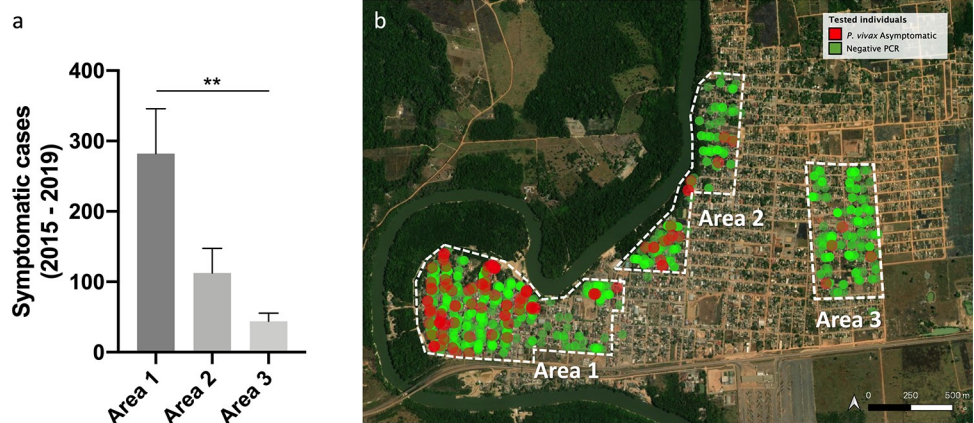 a
Symptomatic cases
(2015 - 2019)
400
300
200
100
0
**
Area 1
Area 2
Area 3
b
Tested individuals
P. vivax Asymptomatic
Negative PCR
Area 2
Area 3
Area 1
0 250 500 m